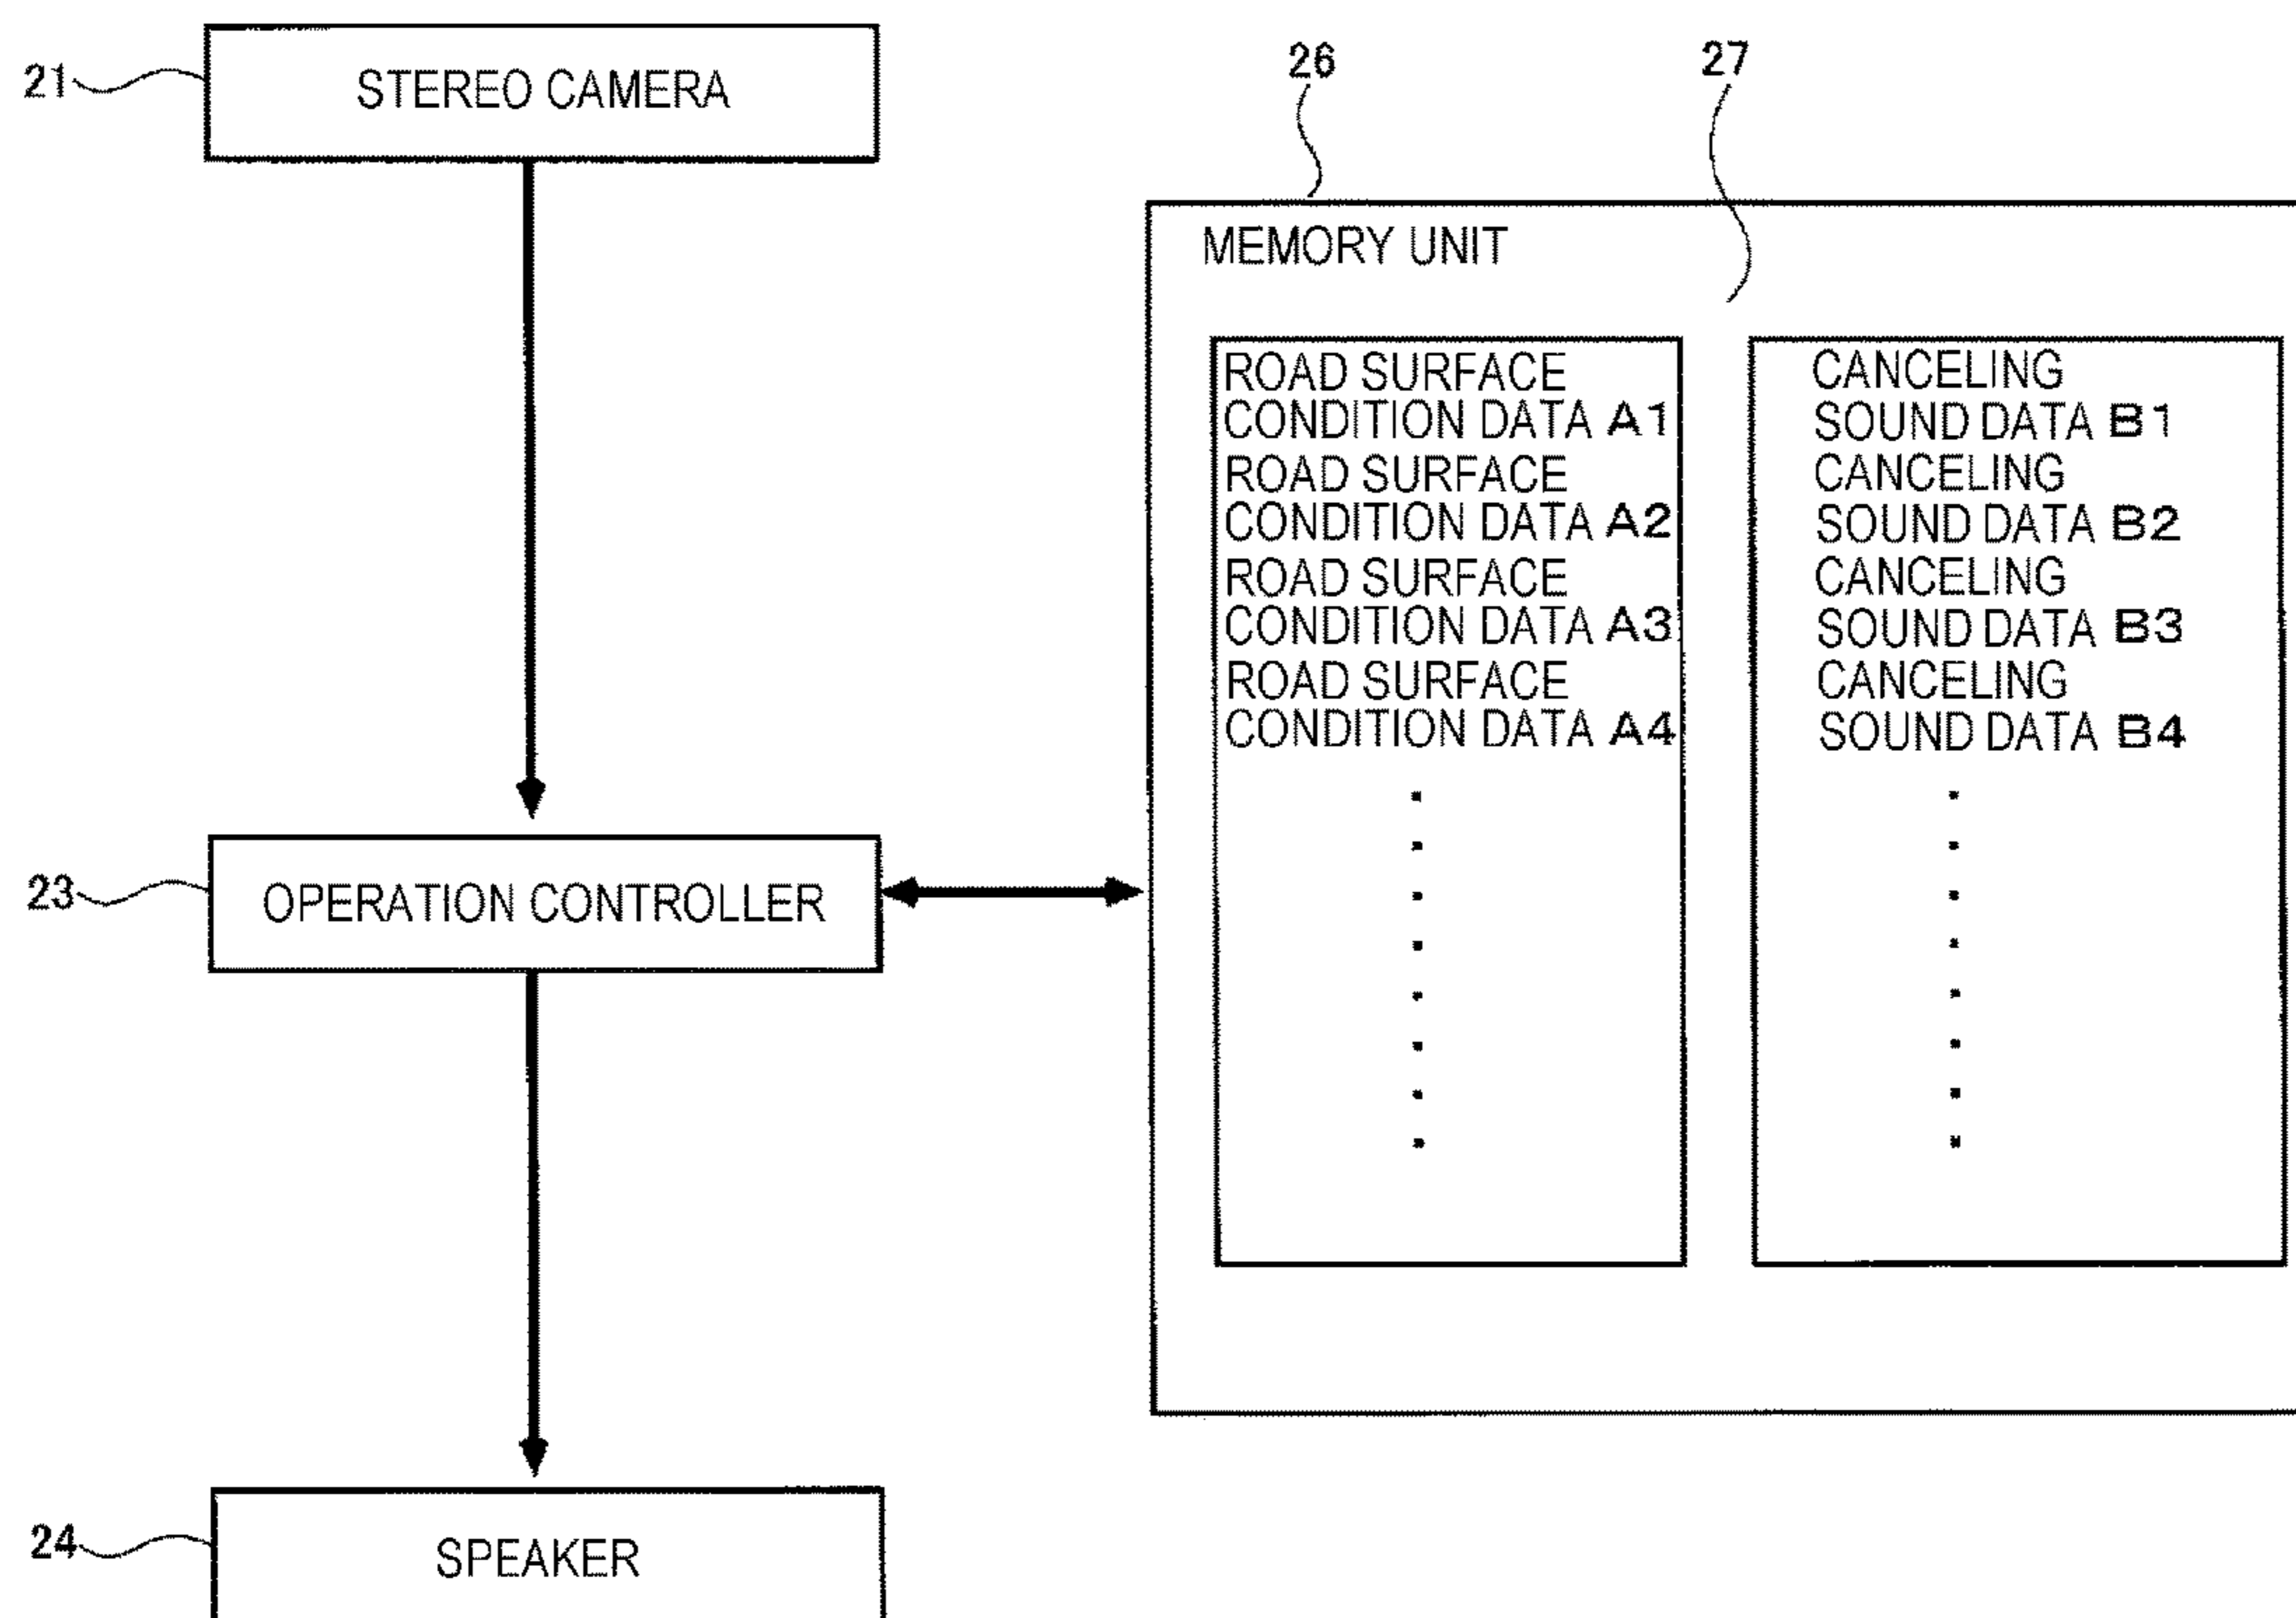 21
STEREO CAMERA
26
27
MEMORY UNIT
ROAD SURFACE
CONDITION DATA A1
ROAD SURFACE
CONDITION DATA A2
ROAD SURFACE
CONDITION DATA A3
ROAD SURFACE
CONDITION DATA A4
CANCELING
SOUND DATA B1
CANCELING
SOUND DATA B2
CANCELING
SOUND DATA B3
CANCELING
SOUND DATA B4
23
OPERATION CONTROLLER
24
SPEAKER